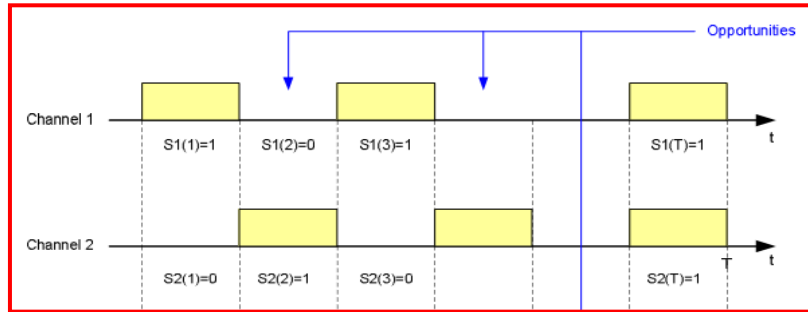 Opportunities
Channel 1
t
S1(1)=1 S1(2)=0 S1(3)=1 S1(T)=1
Channel 2
T t
S2(1)=0 S2(2)=1 S2(3)=0 S2(T)=1